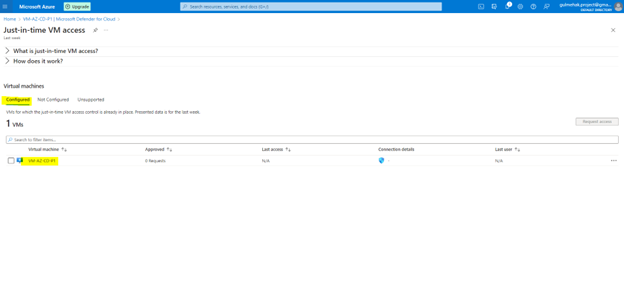 Microsoft Azure
Upgrade
Search resources, services, and docs (G+/)
1
gulmehak.project@gma...
DEFAULT DIRECTORY
Home > VM-AZ-CD-P1 | Microsoft Defender for Cloud >
Just-in-time VM access
Last week
What is just-in-time VM access?
How does it work?
Virtual machines
Configured Not Configured Unsupported
VMs for which the just-in-time VM access control is already in place. Presented data is for the last week.
1 VMs
Request access
Search to filter items...
Virtual machine Approved Last access Connection details Last user
VM-AZ-CD-P1 0 Requests N/A - N/A